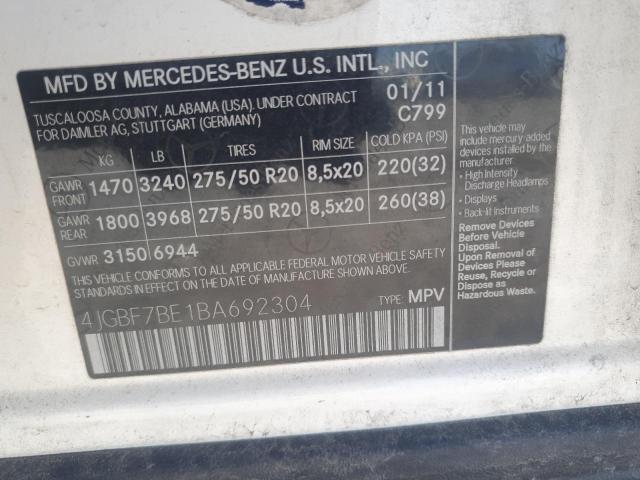 MFD BY MERCEDES-BENZ U.S. INTL., INC
TUSCALOOSA COUNTY, ALABAMA (USA). UNDER CONTRACT
FOR DAIMLER AG, STUTTGART (GERMANY)
01/11
C799
KG LB TIRES RIM SIZE COLD KPA (PSI)
GAWR FRONT 1470 3240 275/50 R20 8,5x20 220(32)
GAWR REAR 1800 3968 275/50 R20 8,5x20 260(38)
GVWR 3150 6944
THIS VEHICLE CONFORMS TO ALL APPLICABLE FEDERAL MOTOR VEHICLE SAFETY
STANDARDS IN EFFECT ON THE DATE OF MANUFACTURE SHOWN ABOVE.
4JGBF7BE1BA692304
TYPE: MPV
This vehicle may
include mercury-added
devices installed by the
manufacturer:
• High Intensity
Discharge Headlamps
• Displays
• Back-lit Instruments
Remove Devices
Before Vehicle
Disposal.
Upon Removal of
Devices Please
Reuse, Recycle or
Dispose as
Hazardous Waste.